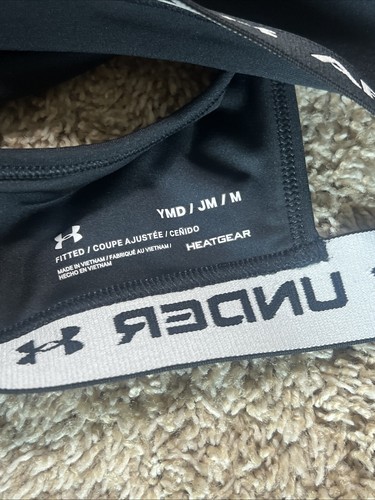 YMD / JM / M
FITTED / COUPE AJUSTÉE / CEÑIDO
MADE IN VIETNAM / FABRIQUÉ AU VIETNAM /
HECHO EN VIETNAM
HEATGEAR
UNDER